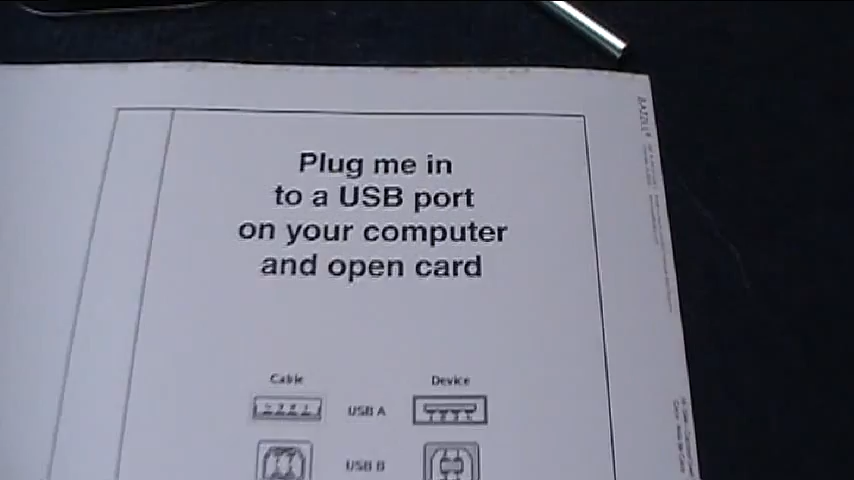 Plug me in
to a USB port
on your computer
and open card
Cable
Device
USB A
USB B